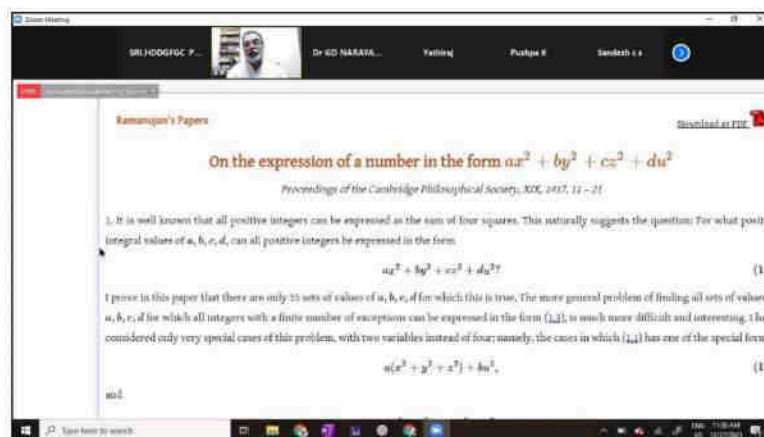 Zoom Meeting
SRI.HDDGFGC P...
Dr GD NARAYA...
Yathiraj
Pushpa K
Sandesh s s
Ramanujan's Papers
Download as PDF
On the expression of a number in the form ax² + by² + cz² + du²
Proceedings of the Cambridge Philosophical Society, XIX, 1917, 11 – 21
1. It is well known that all positive integers can be expressed as the sum of four squares. This naturally suggests the question: For what posit
integral values of a, b, c, d, can all positive integers be expressed in the form
ax² + by² + cz² + du²?
(1
I prove in this paper that there are only 55 sets of values of a, b, c, d for which this is true. The more general problem of finding all sets of value
a, b, c, d for which all integers with a finite number of exceptions can be expressed in the form (1.1), is much more difficult and interesting. I ha
considered only very special cases of this problem, with two variables instead of four; namely, the cases in which (1.1) has one of the special form
a(x² + y² + z²) + bu²,
(1
and
Type here to search
ENG
11:00 AM